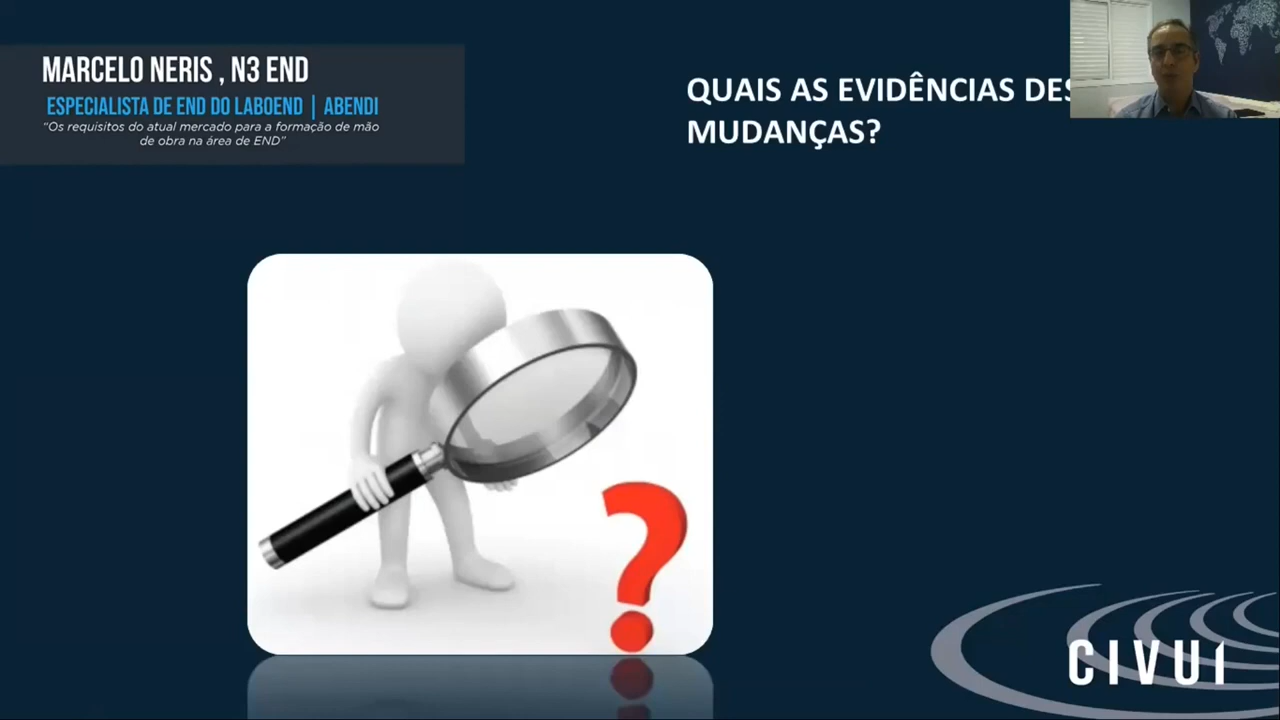 MARCELO NERIS , N3 END
ESPECIALISTA DE END DO LABOEND | ABENDI
“Os requisitos do atual mercado para a formação de mão
de obra na área de END”
QUAIS AS EVIDÊNCIAS
MUDANÇAS?
CIVUI